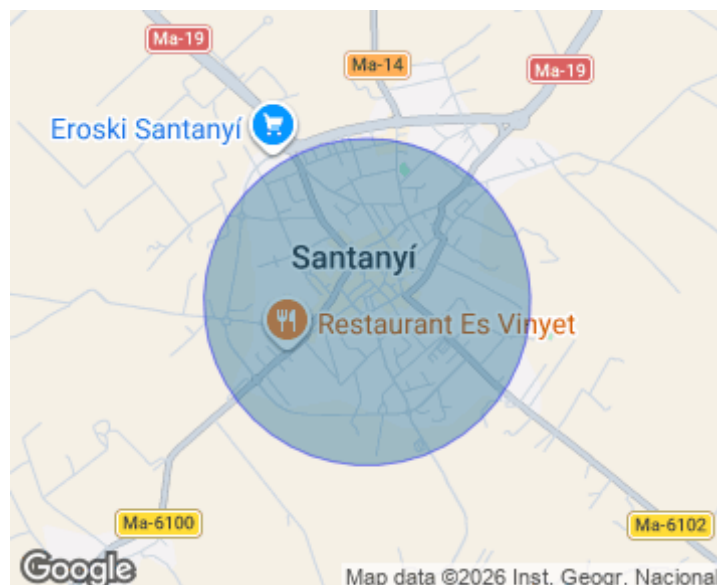 Ma-19
Ma-14
Ma-19
Eroski Santanyí
Santanyí
Restaurant Es Vinyet
Ma-6100
Ma-6102
Google
Map data ©2026 Inst. Geogr. Nacional